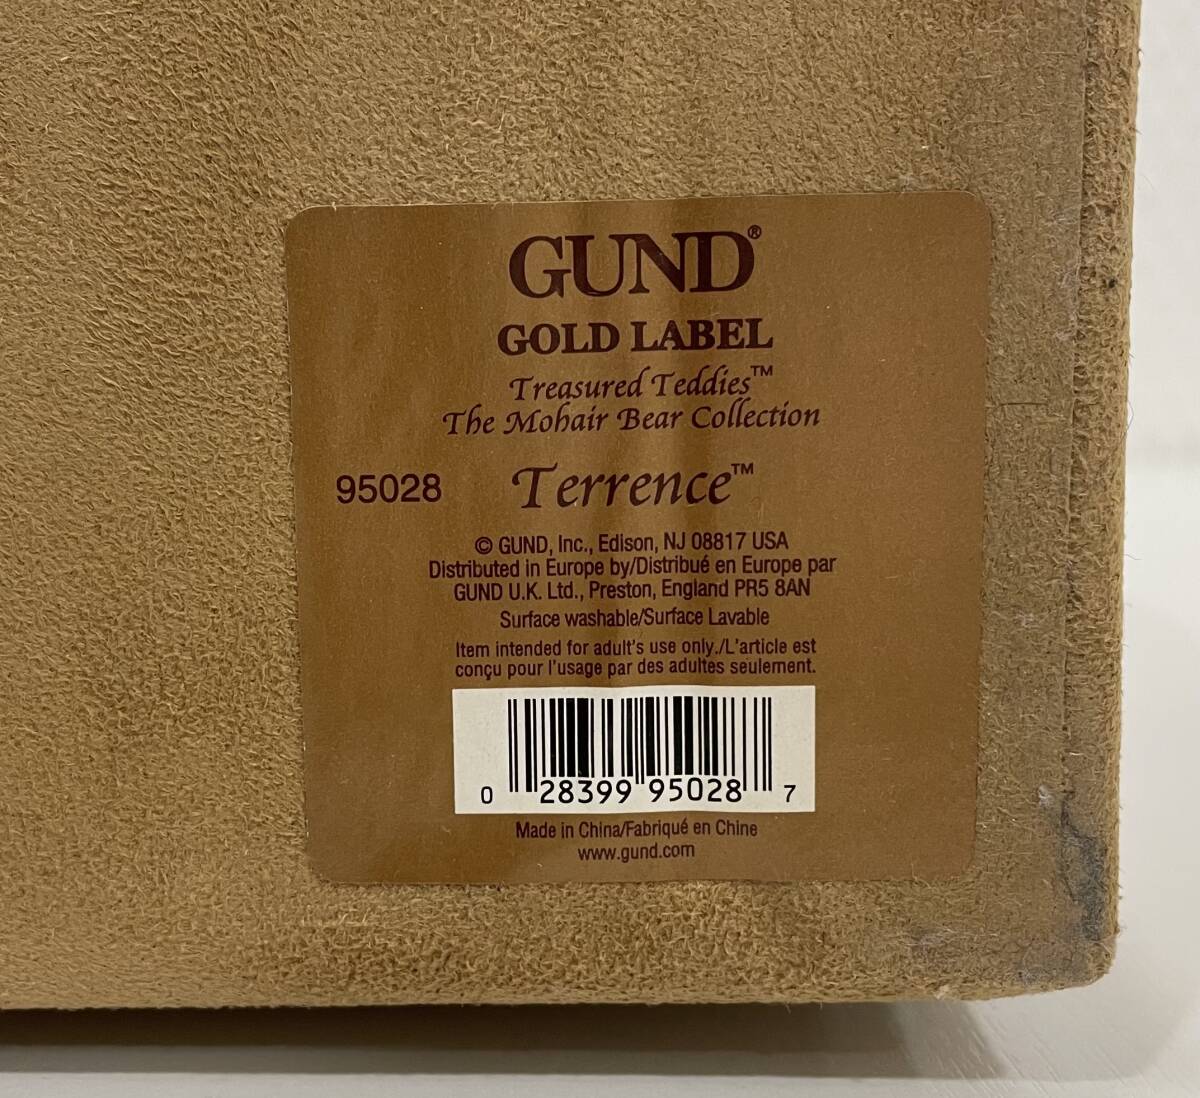 GUND®
GOLD LABEL
Treasured Teddies™
The Mohair Bear Collection
95028 Terrence™
© GUND, Inc., Edison, NJ 08817 USA
Distributed in Europe by/Distribué en Europe par
GUND U.K. Ltd., Preston, England PR5 8AN
Surface washable/Surface Lavable
Item intended for adult's use only./L'article est
conçu pour l'usage par des adultes seulement.
0 28399 95028 7
Made in China/Fabriqué en Chine
www.gund.com